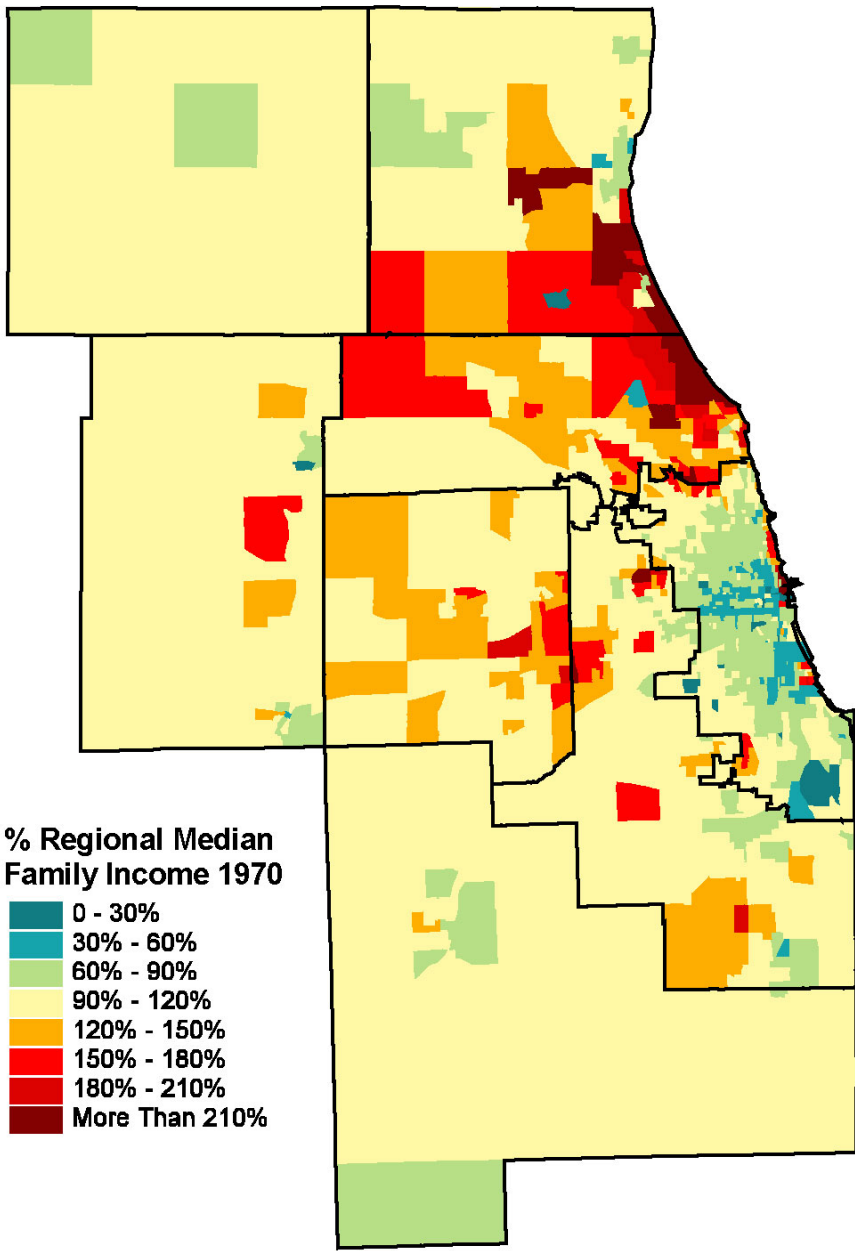 % Regional Median
Family Income 1970
0 - 30%
30% - 60%
60% - 90%
90% - 120%
120% - 150%
150% - 180%
180% - 210%
More Than 210%